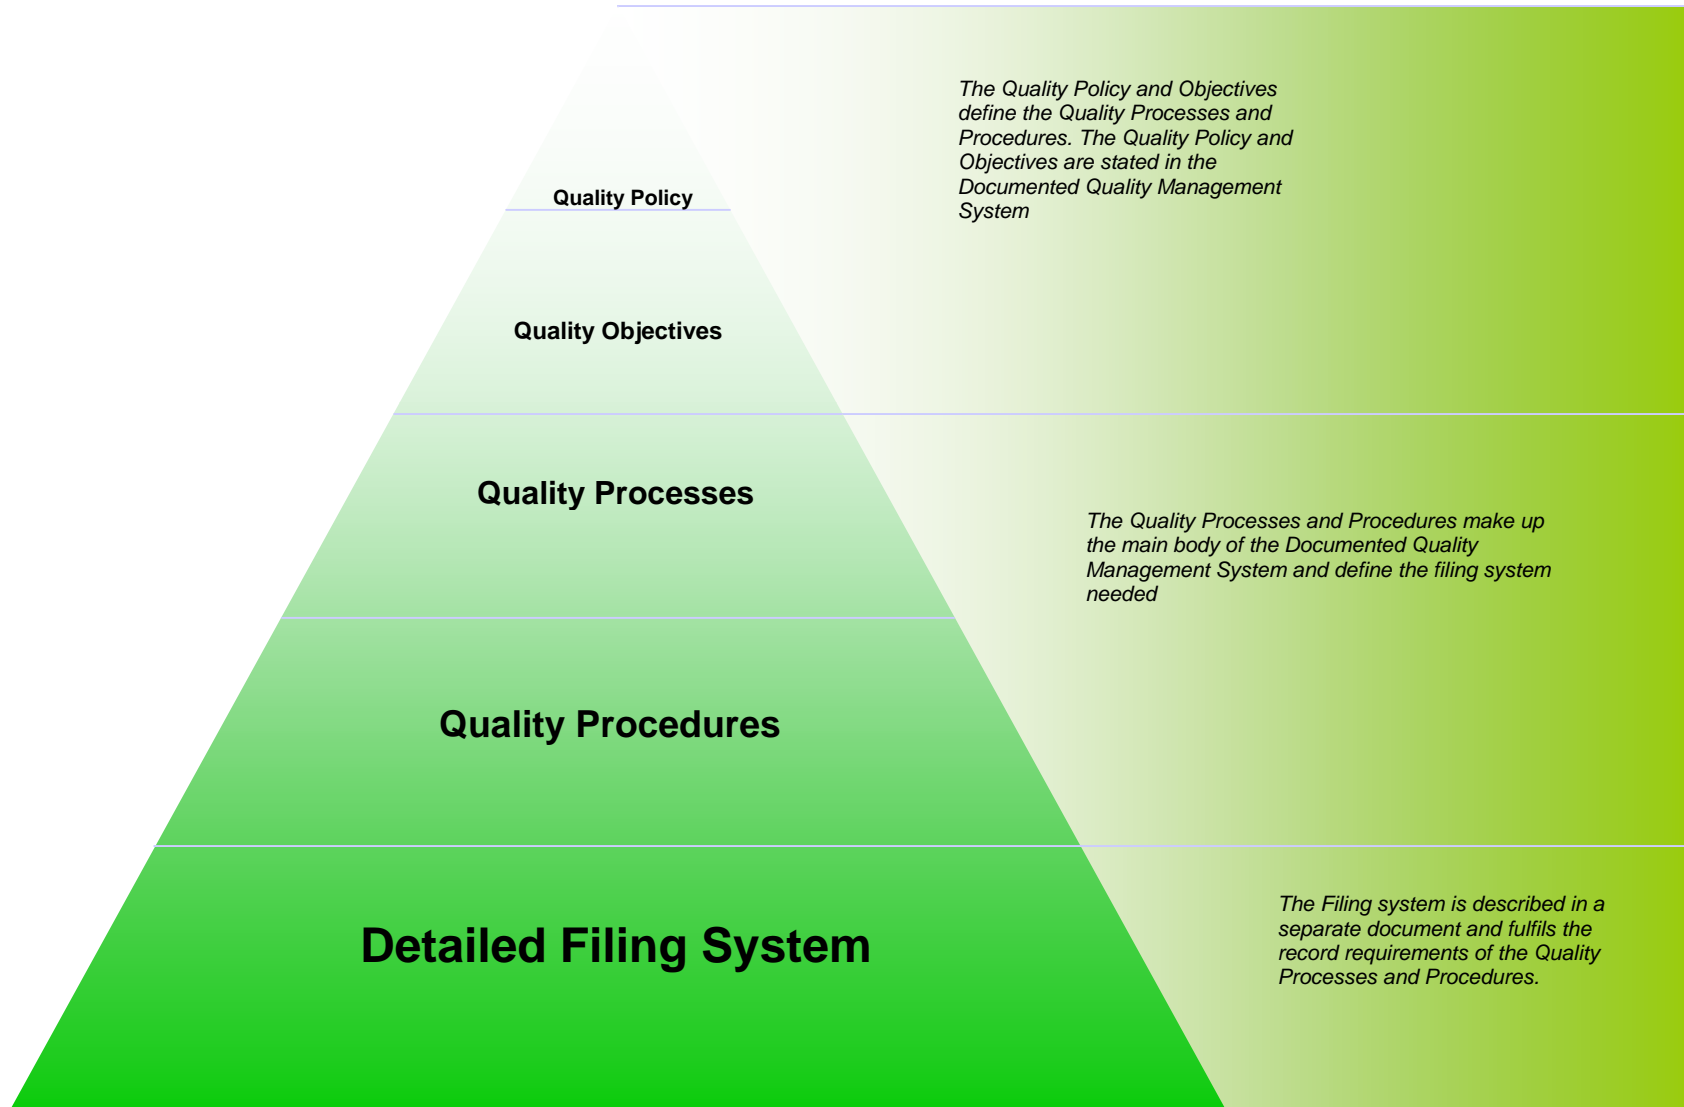 The Quality Policy and Objectives
define the Quality Processes and
Procedures. The Quality Policy and
Objectives are stated in the
Documented Quality Management
System
Quality Policy
Quality Objectives
Quality Processes
The Quality Processes and Procedures make up
the main body of the Documented Quality
Management System and define the filing system
needed
Quality Procedures
Detailed Filing System
The Filing system is described in a
separate document and fulfils the
record requirements of the Quality
Processes and Procedures.